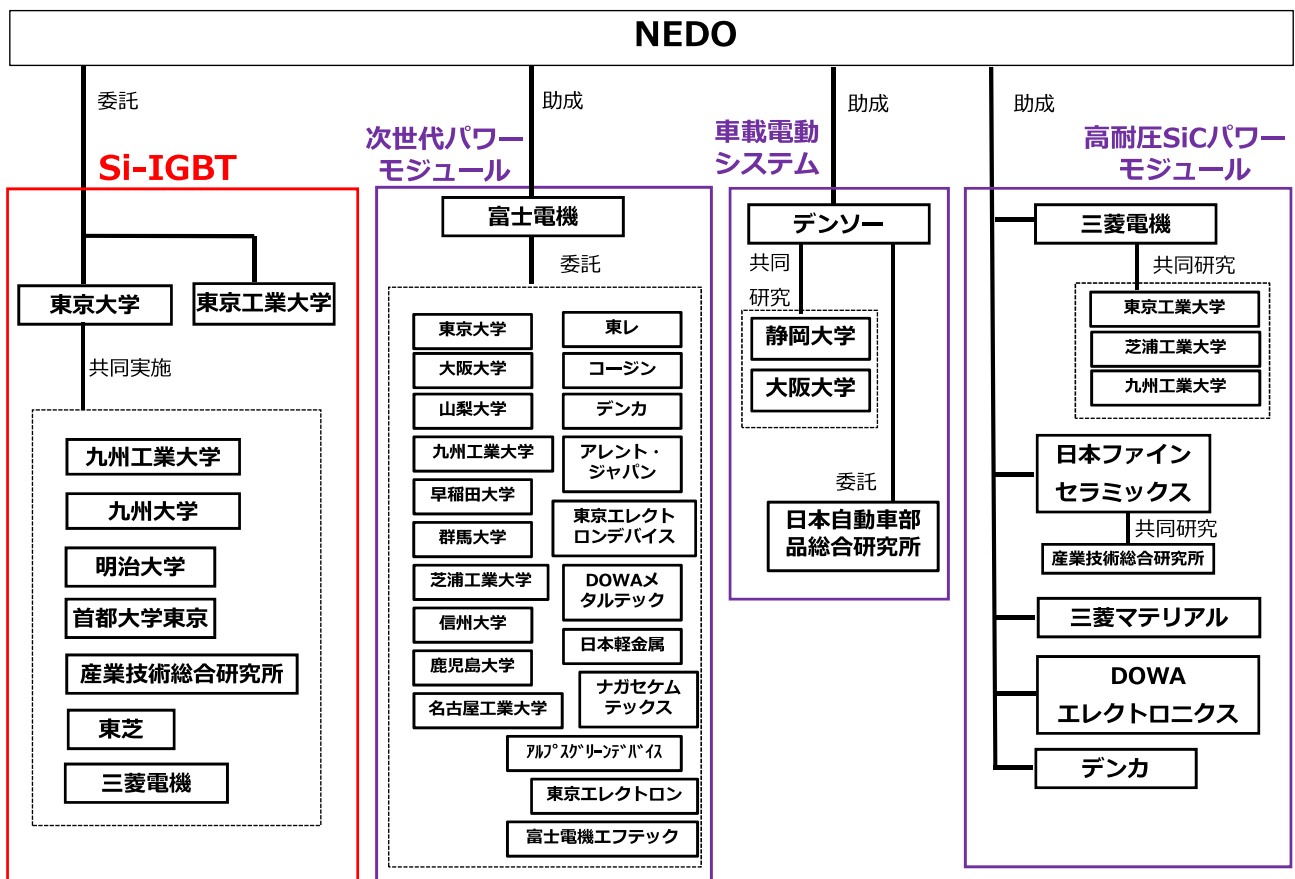 NEDO
委託
Si-IGBT
東京大学
東京工業大学
共同実施
九州工業大学
九州大学
明治大学
首都大学東京
産業技術総合研究所
東芝
三菱電機
助成
次世代パワー
モジュール
富士電機
委託
東京大学
大阪大学
山梨大学
九州工業大学
早稲田大学
群馬大学
芝浦工業大学
信州大学
鹿児島大学
名古屋工業大学
東レ
コージン
デンカ
アレント・
ジャパン
東京エレクト
ロンデバイス
DOWAメ
タルテック
日本軽金属
ナガセケム
テックス
ｱﾙﾌﾟｽｸﾞﾘｰﾝﾃﾞﾊﾞｲｽ
東京エレクトロン
富士電機エフテック
助成
車載電動
システム
デンソー
共同
研究
静岡大学
大阪大学
委託
日本自動車部
品総合研究所
助成
高耐圧SiCパワー
モジュール
三菱電機
共同研究
東京工業大学
芝浦工業大学
九州工業大学
日本ファイン
セラミックス
共同研究
産業技術総合研究所
三菱マテリアル
DOWA
エレクトロニクス
デンカ